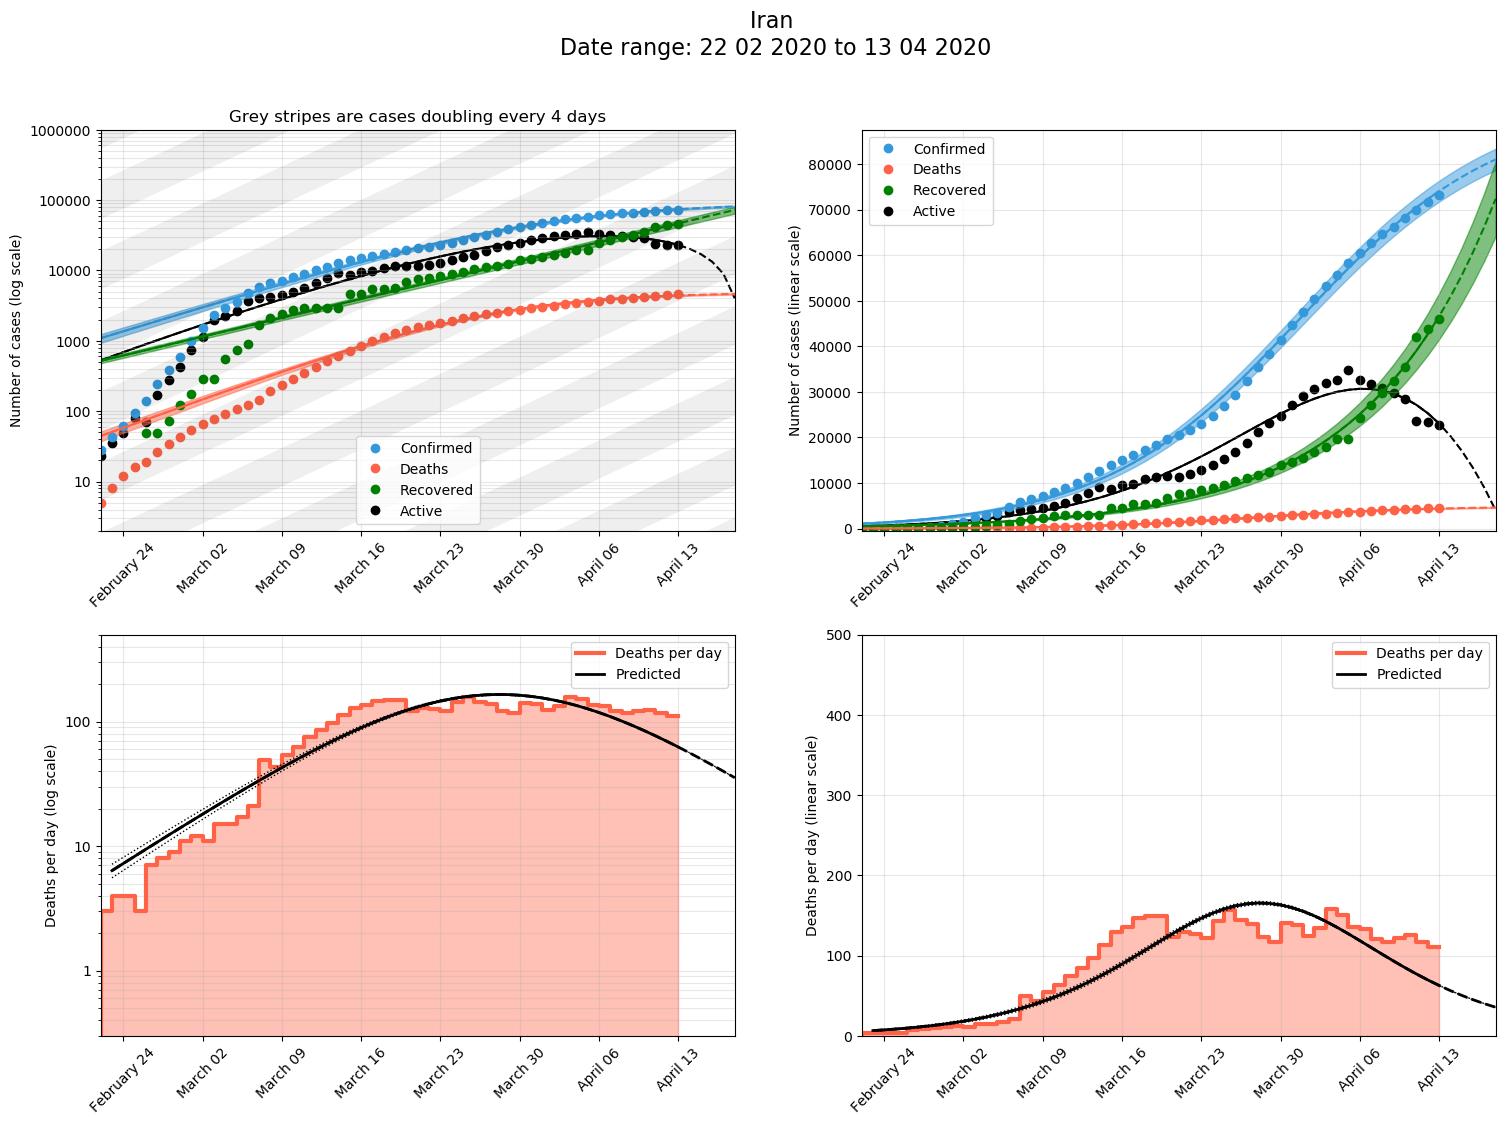 Iran
Date range: 22 02 2020 to 13 04 2020
Grey stripes are cases doubling every 4 days
Number of cases (log scale)
1000000
100000
10000
1000
100
10
Confirmed
Deaths
Recovered
Active
February 24
March 02
March 09
March 16
March 23
March 30
April 06
April 13
Number of cases (linear scale)
80000
70000
60000
50000
40000
30000
20000
10000
0
Confirmed
Deaths
Recovered
Active
February 24
March 02
March 09
March 16
March 23
March 30
April 06
April 13
Deaths per day (log scale)
100
10
1
Deaths per day
Predicted
February 24
March 02
March 09
March 16
March 23
March 30
April 06
April 13
Deaths per day (linear scale)
500
400
300
200
100
0
Deaths per day
Predicted
February 24
March 02
March 09
March 16
March 23
March 30
April 06
April 13